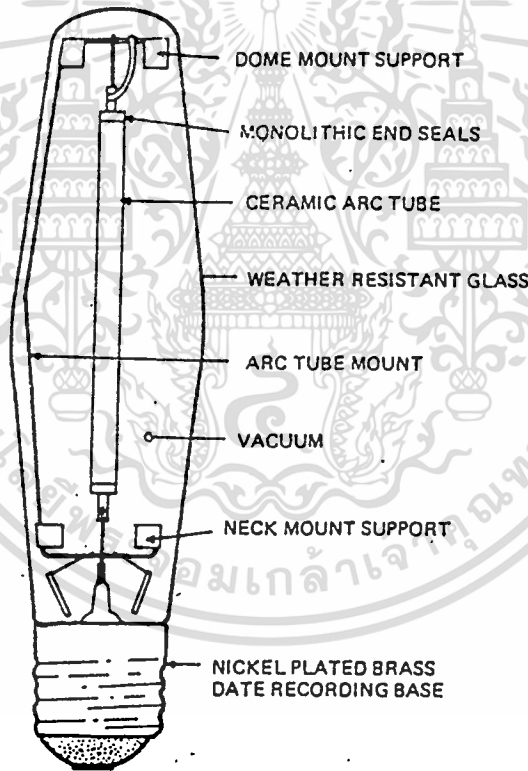 DOME MOUNT SUPPORT
MONOLITHIC END SEALS
CERAMIC ARC TUBE
WEATHER RESISTANT GLASS
ARC TUBE MOUNT
VACUUM
NECK MOUNT SUPPORT
NICKEL PLATED BRASS
DATE RECORDING BASE